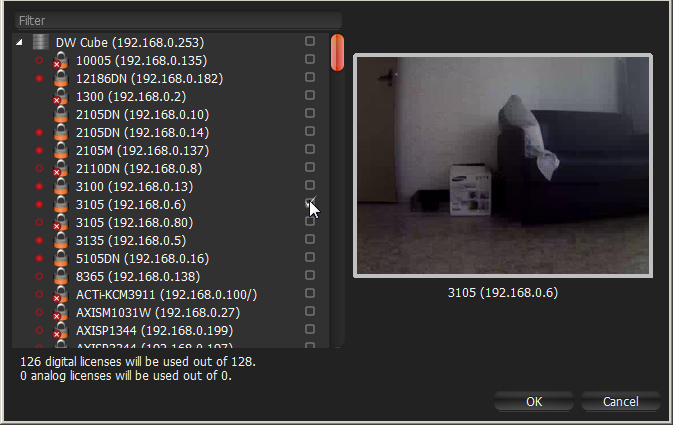 Filter
DW Cube (192.168.0.253)
10005 (192.168.0.135)
12186DN (192.168.0.182)
1300 (192.168.0.2)
2105DN (192.168.0.10)
2105DN (192.168.0.14)
2105M (192.168.0.137)
2110DN (192.168.0.8)
3100 (192.168.0.13)
3105 (192.168.0.6)
3105 (192.168.0.80)
3135 (192.168.0.5)
5105DN (192.168.0.16)
8365 (192.168.0.138)
ACTi-KCM3911 (192.168.0.100/)
AXISM1031W (192.168.0.27)
AXISP1344 (192.168.0.199)
AXISP3344 (192.168.0.197)
3105 (192.168.0.6)
126 digital licenses will be used out of 128.
0 analog licenses will be used out of 0.
OK
Cancel